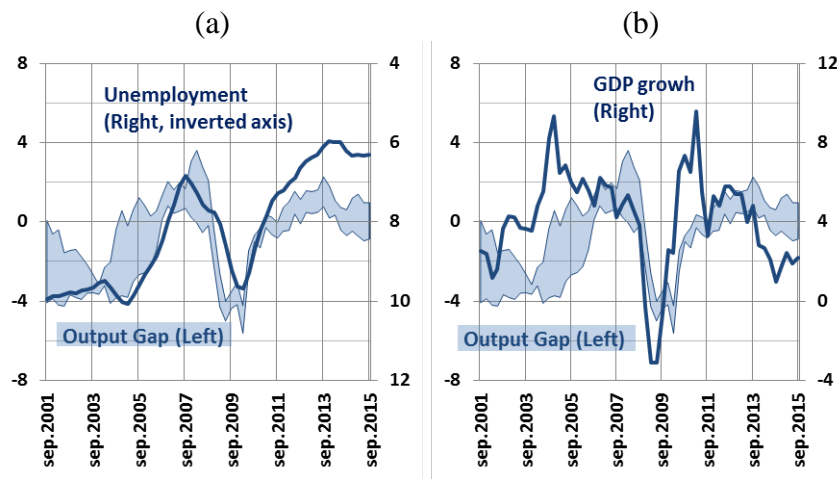 (a)
(b)
8
4
0
-4
-8
4
6
8
10
12
Unemployment
(Right, inverted axis)
Output Gap (Left)
sep.2001
sep.2003
sep.2005
sep.2007
sep.2009
sep.2011
sep.2013
sep.2015
8
4
0
-4
-8
12
8
4
0
-4
GDP growh
(Right)
Output Gap (Left)
sep.2001
sep.2003
sep.2005
sep.2007
sep.2009
sep.2011
sep.2013
sep.2015